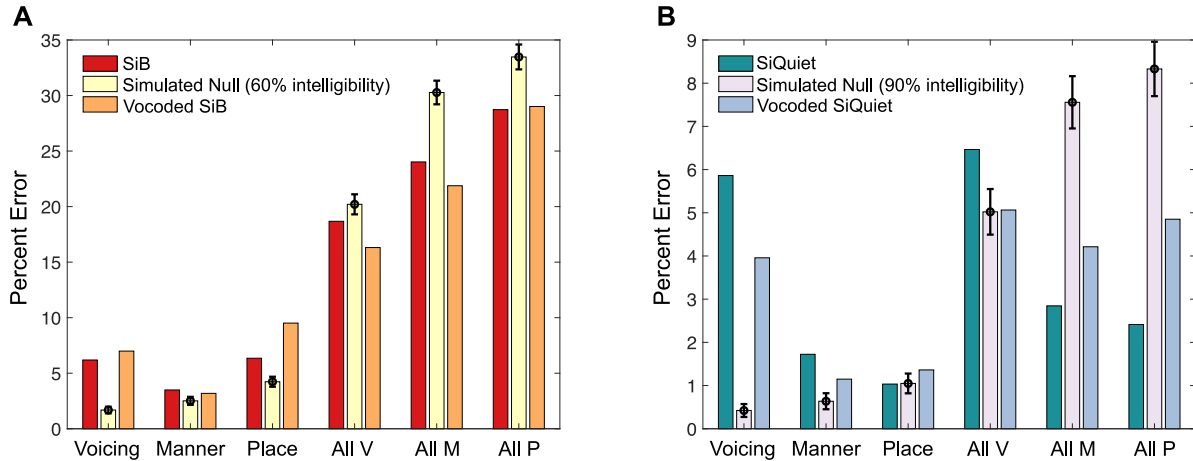 A
Percent Error
35
30
25
20
15
10
5
0
SiB
Simulated Null (60% intelligibility)
Vocoded SiB
Voicing Manner Place All V All M All P
B
Percent Error
9
8
7
6
5
4
3
2
1
0
SiQuiet
Simulated Null (90% intelligibility)
Vocoded SiQuiet
Voicing Manner Place All V All M All P